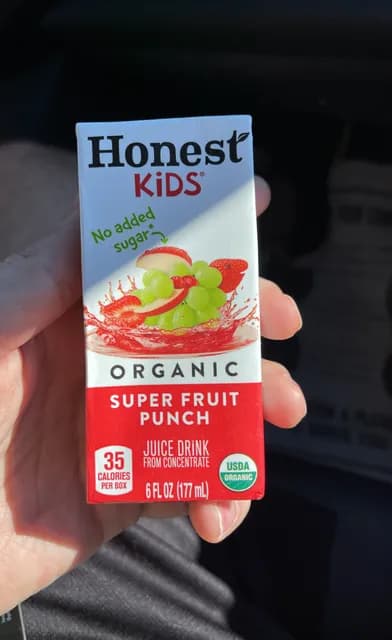 Honest
KiDS®
No added
sugar*
ORGANIC
SUPER FRUIT
PUNCH
JUICE DRINK
FROM CONCENTRATE
35
CALORIES
PER BOX
USDA
ORGANIC
6 FL OZ (177 mL)